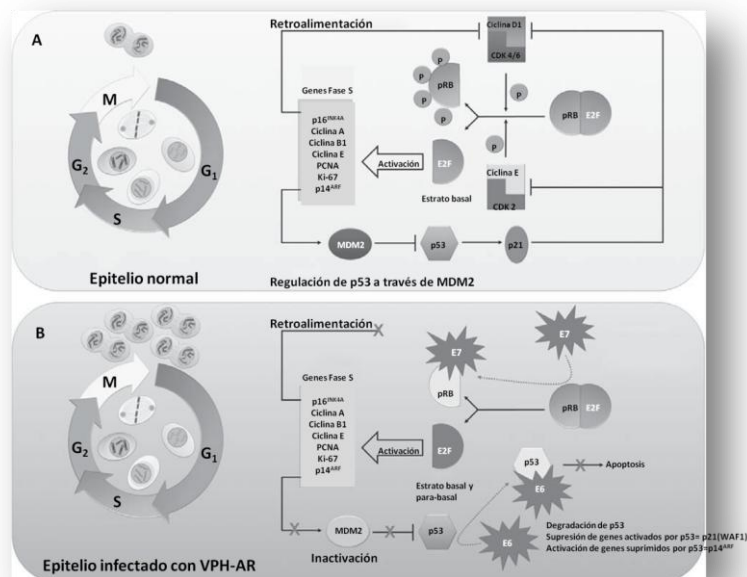 A
Retroalimentación
Ciclina D1
CDK 4/6
P
P
P
P
P
pRB
Genes Fase S
p16INK4A
Ciclina A
Ciclina B1
Ciclina E
PCNA
Ki-67
p14ARF
pRB
E2F
Activación
E2F
P
Ciclina E
CDK 2
Estrato basal
M
G2
G1
S
MDM2
p53
p21
Epitelio normal
Regulación de p53 a través de MDM2
B
Retroalimentación
E7
E7
pRB
Genes Fase S
p16INK4A
Ciclina A
Ciclina B1
Ciclina E
PCNA
Ki-67
p14ARF
pRB
E2F
Activación
E2F
M
G2
G1
S
Estrato basal y
para-basal
p53
E6
Apoptosis
MDM2
p53
E6
Inactivación
Degradación de p53
Supresión de genes activados por p53= p21(WAF1)
Activación de genes suprimidos por p53=p14ARF
Epitelio infectado con VPH-AR